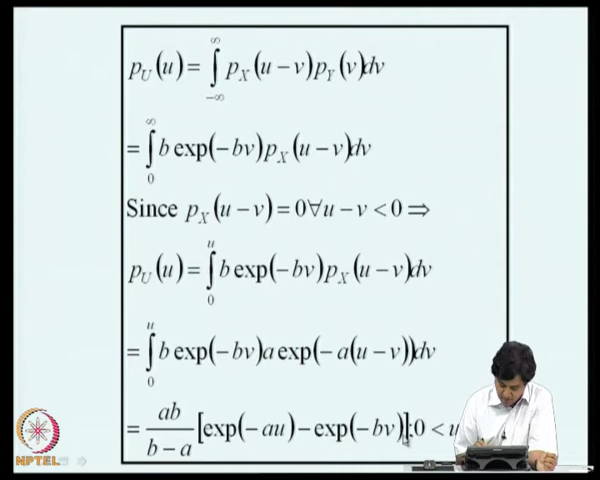 p_U(u) = ∫_{-∞}^{∞} p_X(u − v)p_Y(v)dv
= ∫_0^∞ b exp(−bv)p_X(u − v)dv
Since p_X(u − v) = 0∀u − v < 0 ⇒
p_U(u) = ∫_0^u b exp(−bv)p_X(u − v)dv
= ∫_0^u b exp(−bv)a exp(−a(u − v))dv
= ab/(b − a) [exp(−au) − exp(−bv)]; 0 < u
NPTEL